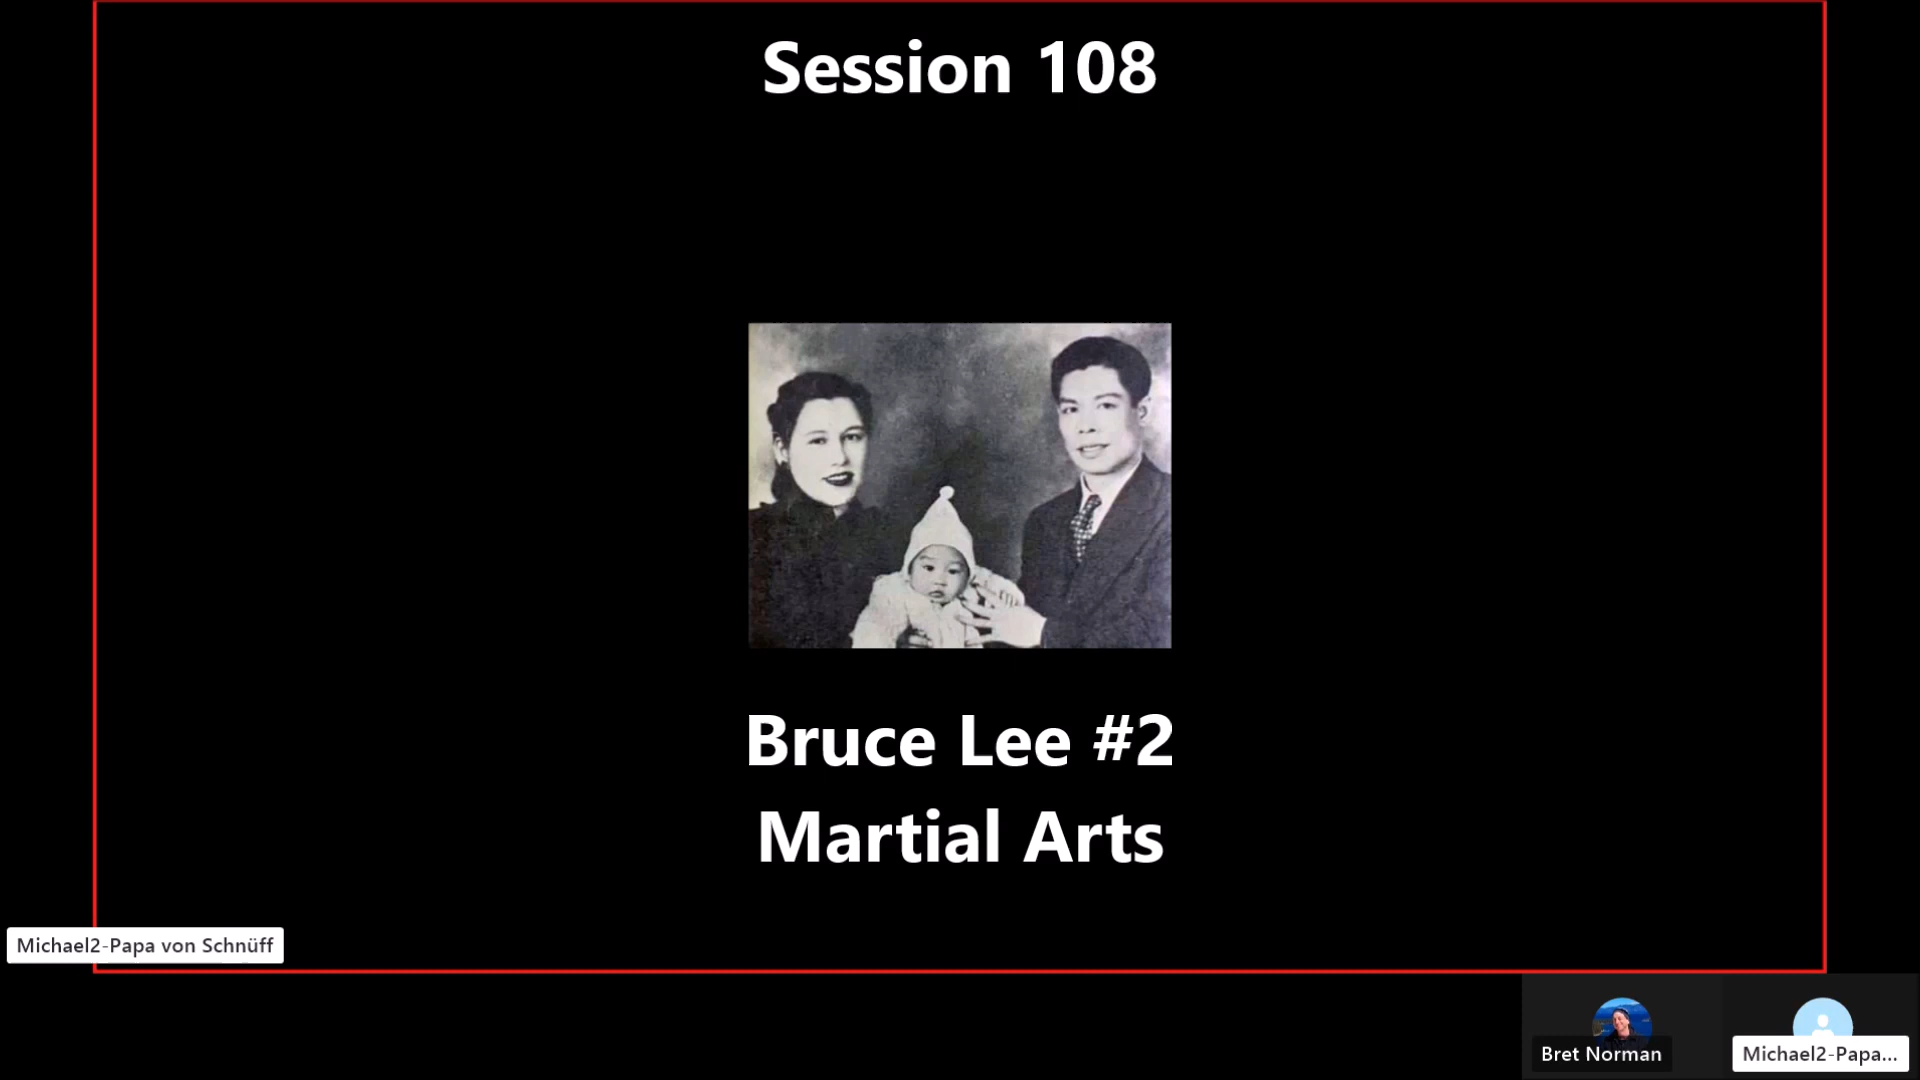 Session 108
Bruce Lee #2
Martial Arts
Michael2-Papa von Schnüff
Bret Norman
Michael2-Papa...